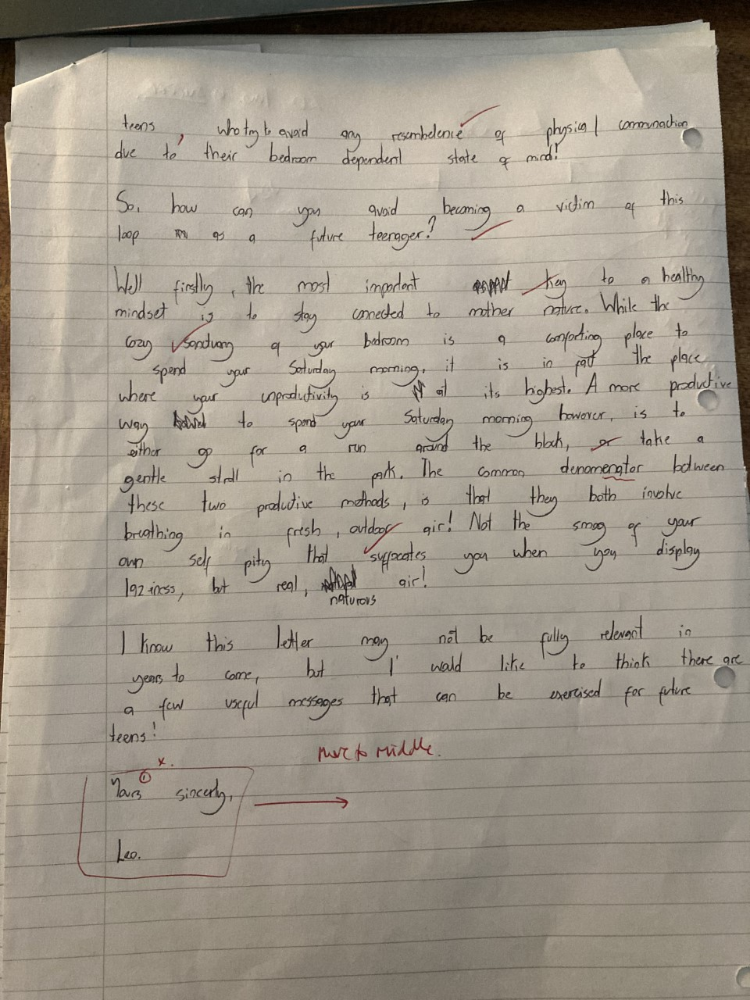 teens, who try to avoid any resembelence of physical communaction
due to their bedroom dependent state of mind!
So, how can you avoid becoming a victim of this
loop as a future teenager?
Well firstly, the most important key to a healthy
mindset is to stay connected to mother nature. While the
cozy sanctuary of your bedroom is a comforting place to
spend your Saturday morning, it is in fact the place
where your unproductivity is at its highest. A more productive
way to spend your Saturday morning however, is to
either go for a run around the block, or take a
gentle stroll in the park. The common denomenator between
these two productive methods, is that they both involve
breathing in fresh, outdoor air! Not the smog of your
own self pity that suffocates you when you display
laziness, but real, air!
naturous
I know this letter may not be fully relevant in
years to come, but I would like to think there are
a few useful messages that can be exercised for future
teens!
Move to middle.
x.
Yours sincerly,
Leo.